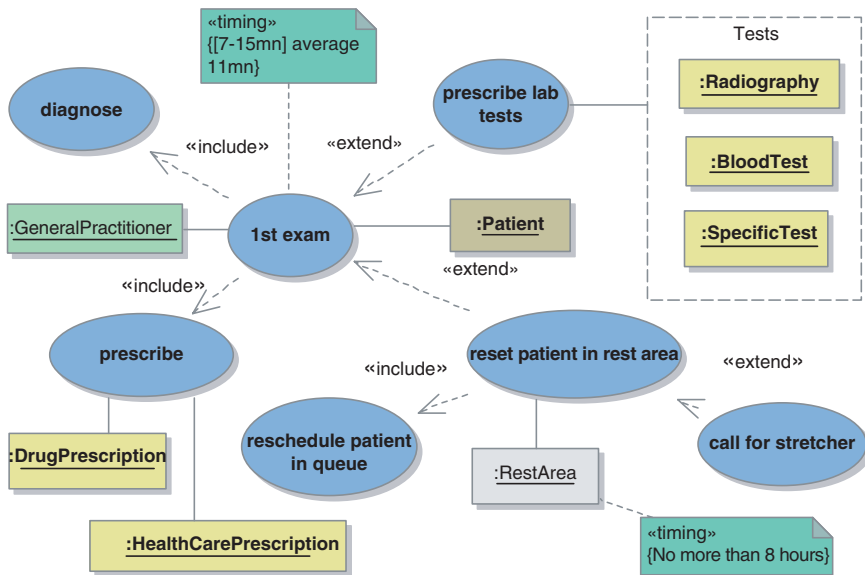 «timing»
{[7-15mn] average
11mn}
Tests
:Radiography
diagnose
prescribe lab
tests
«include»
«extend»
:BloodTest
:GeneralPractitioner
1st exam
:Patient
:SpecificTest
«extend»
«include»
prescribe
reset patient in rest area
«include»
«extend»
:DrugPrescription
reschedule patient
in queue
call for stretcher
:RestArea
:HealthCarePrescription
«timing»
{No more than 8 hours}